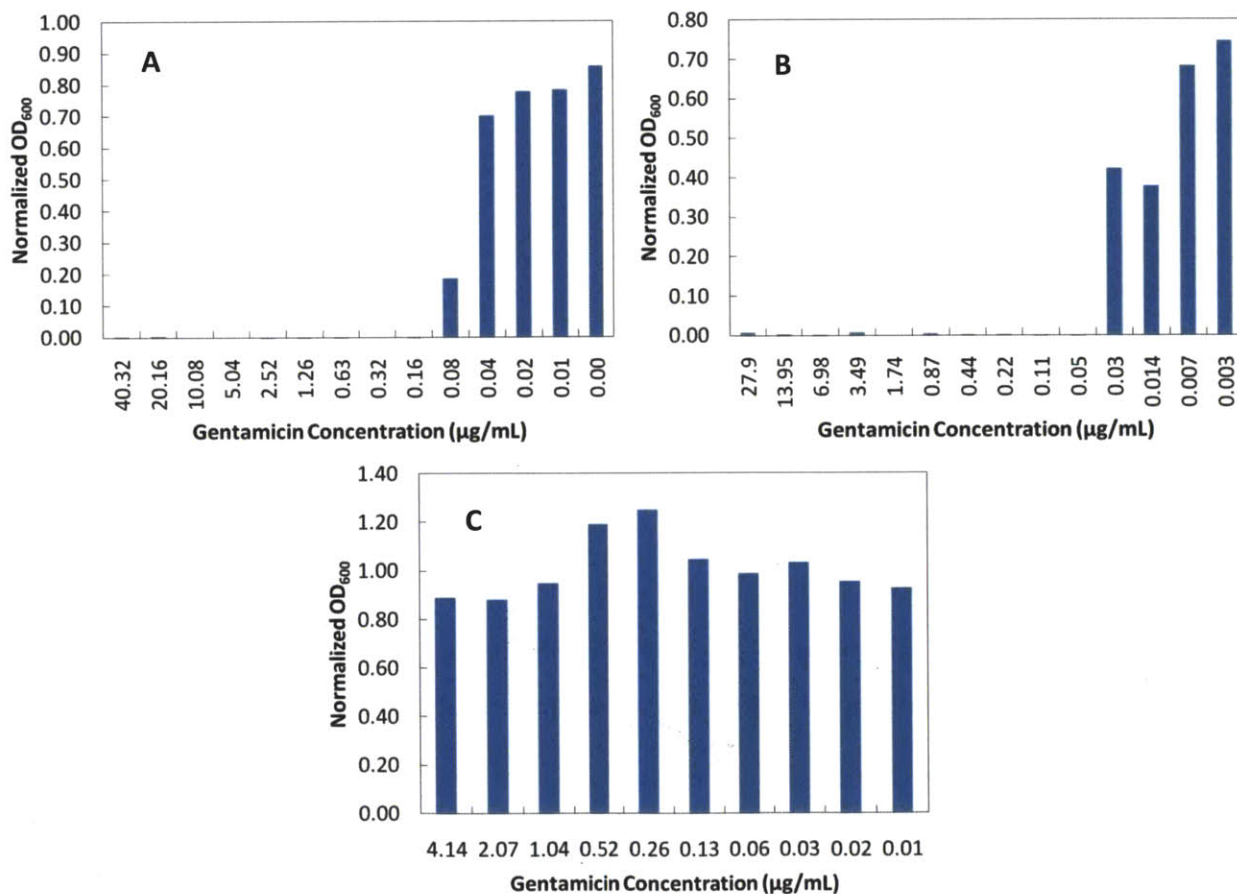 A
Normalized OD600
1.00
0.90
0.80
0.70
0.60
0.50
0.40
0.30
0.20
0.10
0.00
40.32 20.16 10.08 5.04 2.52 1.26 0.63 0.32 0.16 0.08 0.04 0.02 0.01 0.00
Gentamicin Concentration (µg/mL)
B
Normalized OD600
0.80
0.70
0.60
0.50
0.40
0.30
0.20
0.10
0.00
27.9 13.95 6.98 3.49 1.74 0.87 0.44 0.22 0.11 0.05 0.03 0.014 0.007 0.003
Gentamicin Concentration (µg/mL)
C
Normalized OD600
1.40
1.20
1.00
0.80
0.60
0.40
0.20
0.00
4.14 2.07 1.04 0.52 0.26 0.13 0.06 0.03 0.02 0.01
Gentamicin Concentration (µg/mL)